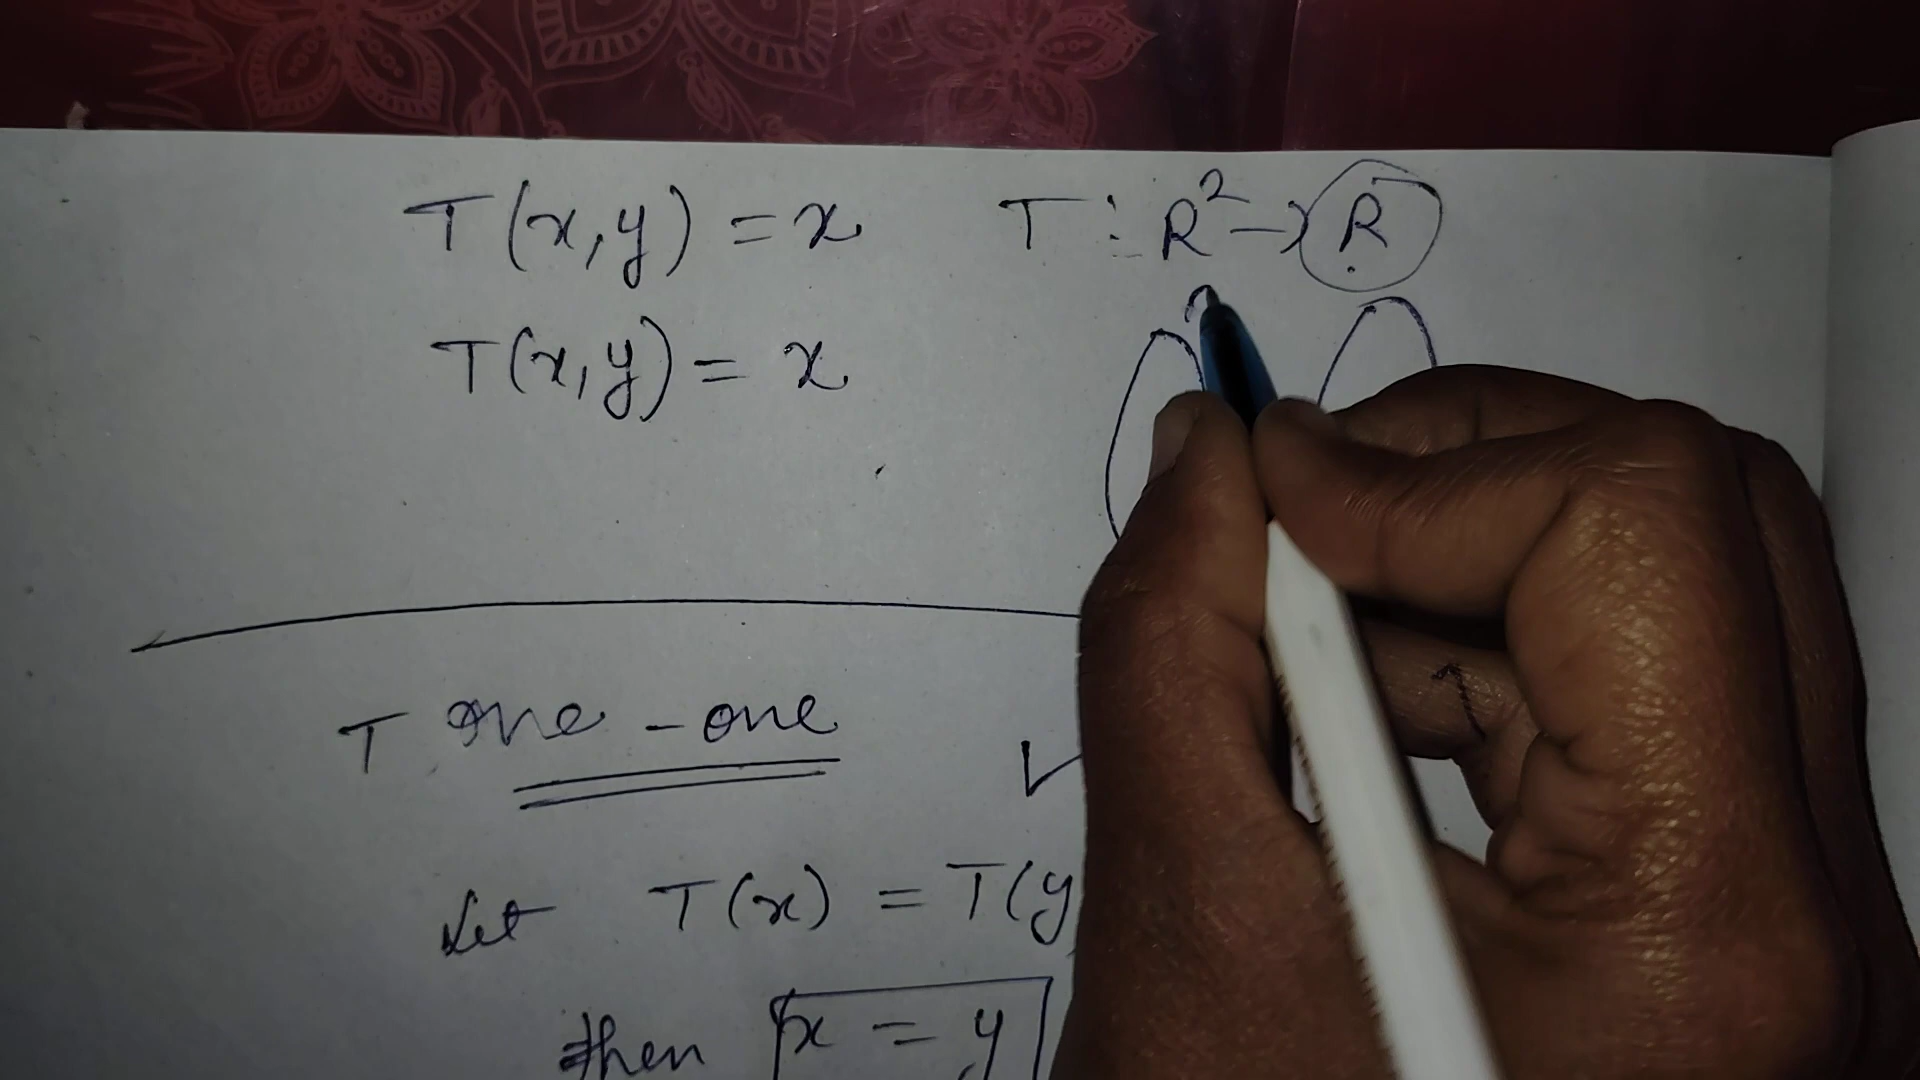 T(x,y) = x T : R² → R
T(x,y) = x
T one - one
Let T(x) = T(y
then x = y